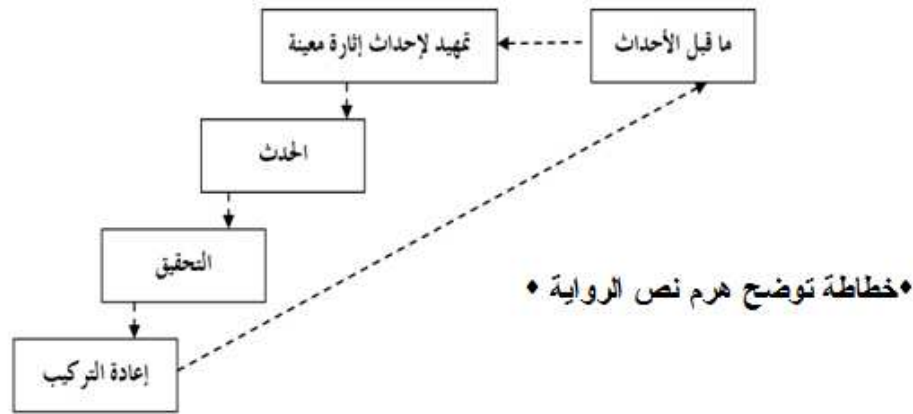 ما قبل الأحداث
تمهيد لإحداث إثارة معينة
الحدث
التحقيق
إعادة التركيب
•خطاطة توضح هرم نص الرواية •